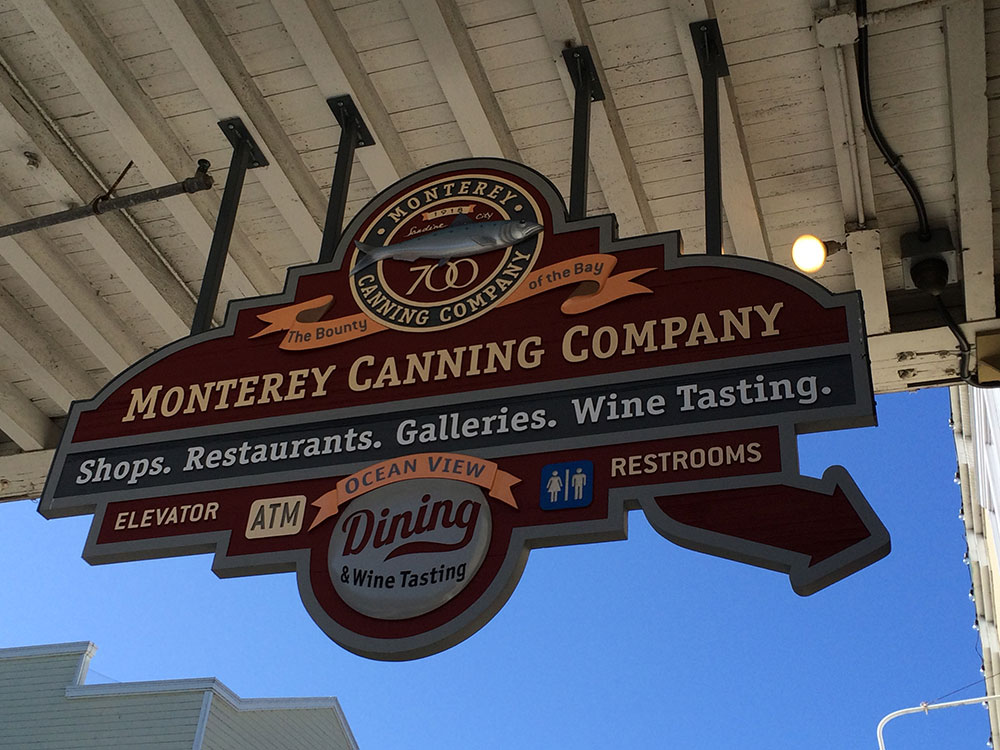 MONTEREY
1918
Sardine City
700
CANNING COMPANY
The Bounty of the Bay
MONTEREY CANNING COMPANY
Shops. Restaurants. Galleries. Wine Tasting.
ELEVATOR ATM OCEAN VIEW RESTROOMS
Dining
& Wine Tasting